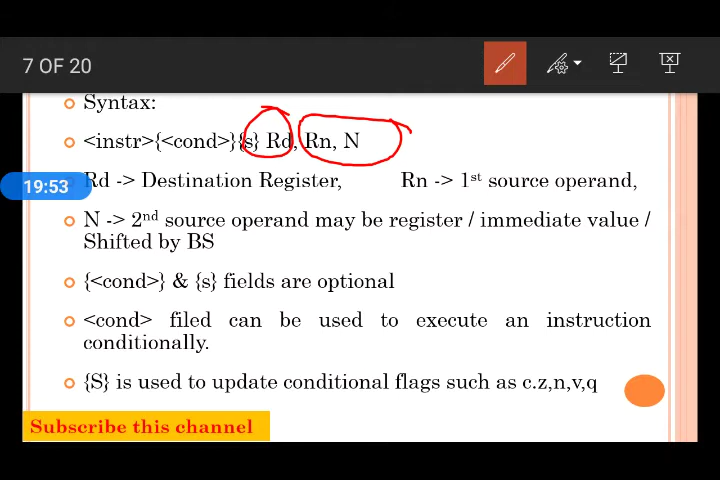 7 OF 20
Syntax:
<instr>{<cond>}{s} Rd, Rn, N
19:53
Rd -> Destination Register, Rn -> 1st source operand,
N -> 2nd source operand may be register / immediate value /
Shifted by BS
{<cond>} & {s} fields are optional
<cond> filed can be used to execute an instruction
conditionally.
{S} is used to update conditional flags such as c.z,n,v,q
Subscribe this channel